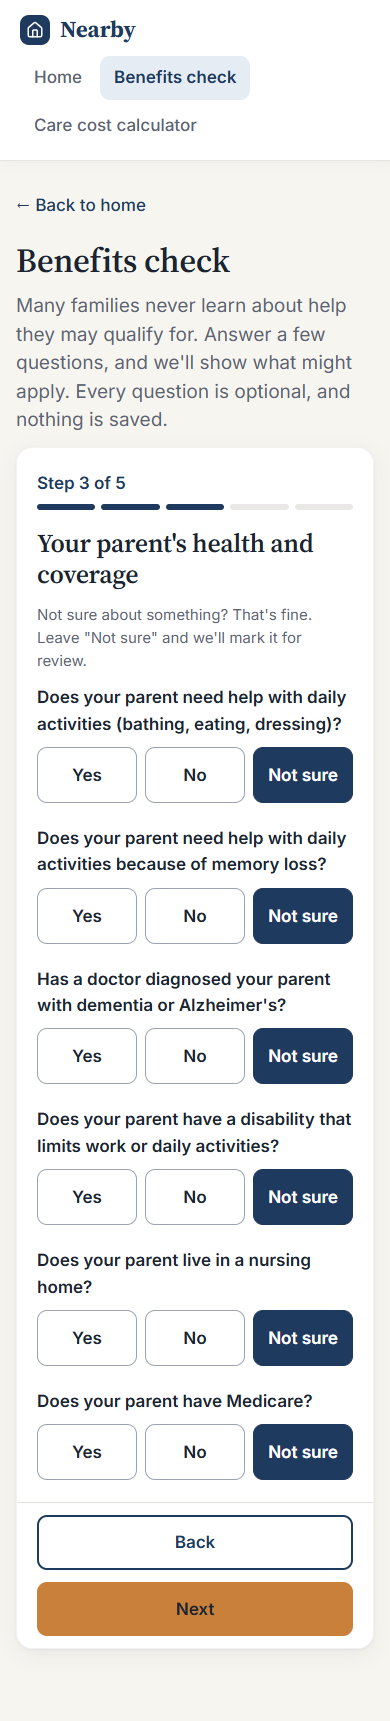 Nearby
Home
Benefits check
Care cost calculator
← Back to home
Benefits check
Many families never learn about help
they may qualify for. Answer a few
questions, and we'll show what might
apply. Every question is optional, and
nothing is saved.
Step 3 of 5
Your parent's health and
coverage
Not sure about something? That's fine.
Leave "Not sure" and we'll mark it for
review.
Does your parent need help with daily
activities (bathing, eating, dressing)?
Yes No Not sure
Does your parent need help with daily
activities because of memory loss?
Yes No Not sure
Has a doctor diagnosed your parent
with dementia or Alzheimer's?
Yes No Not sure
Does your parent have a disability that
limits work or daily activities?
Yes No Not sure
Does your parent live in a nursing
home?
Yes No Not sure
Does your parent have Medicare?
Yes No Not sure
Back
Next